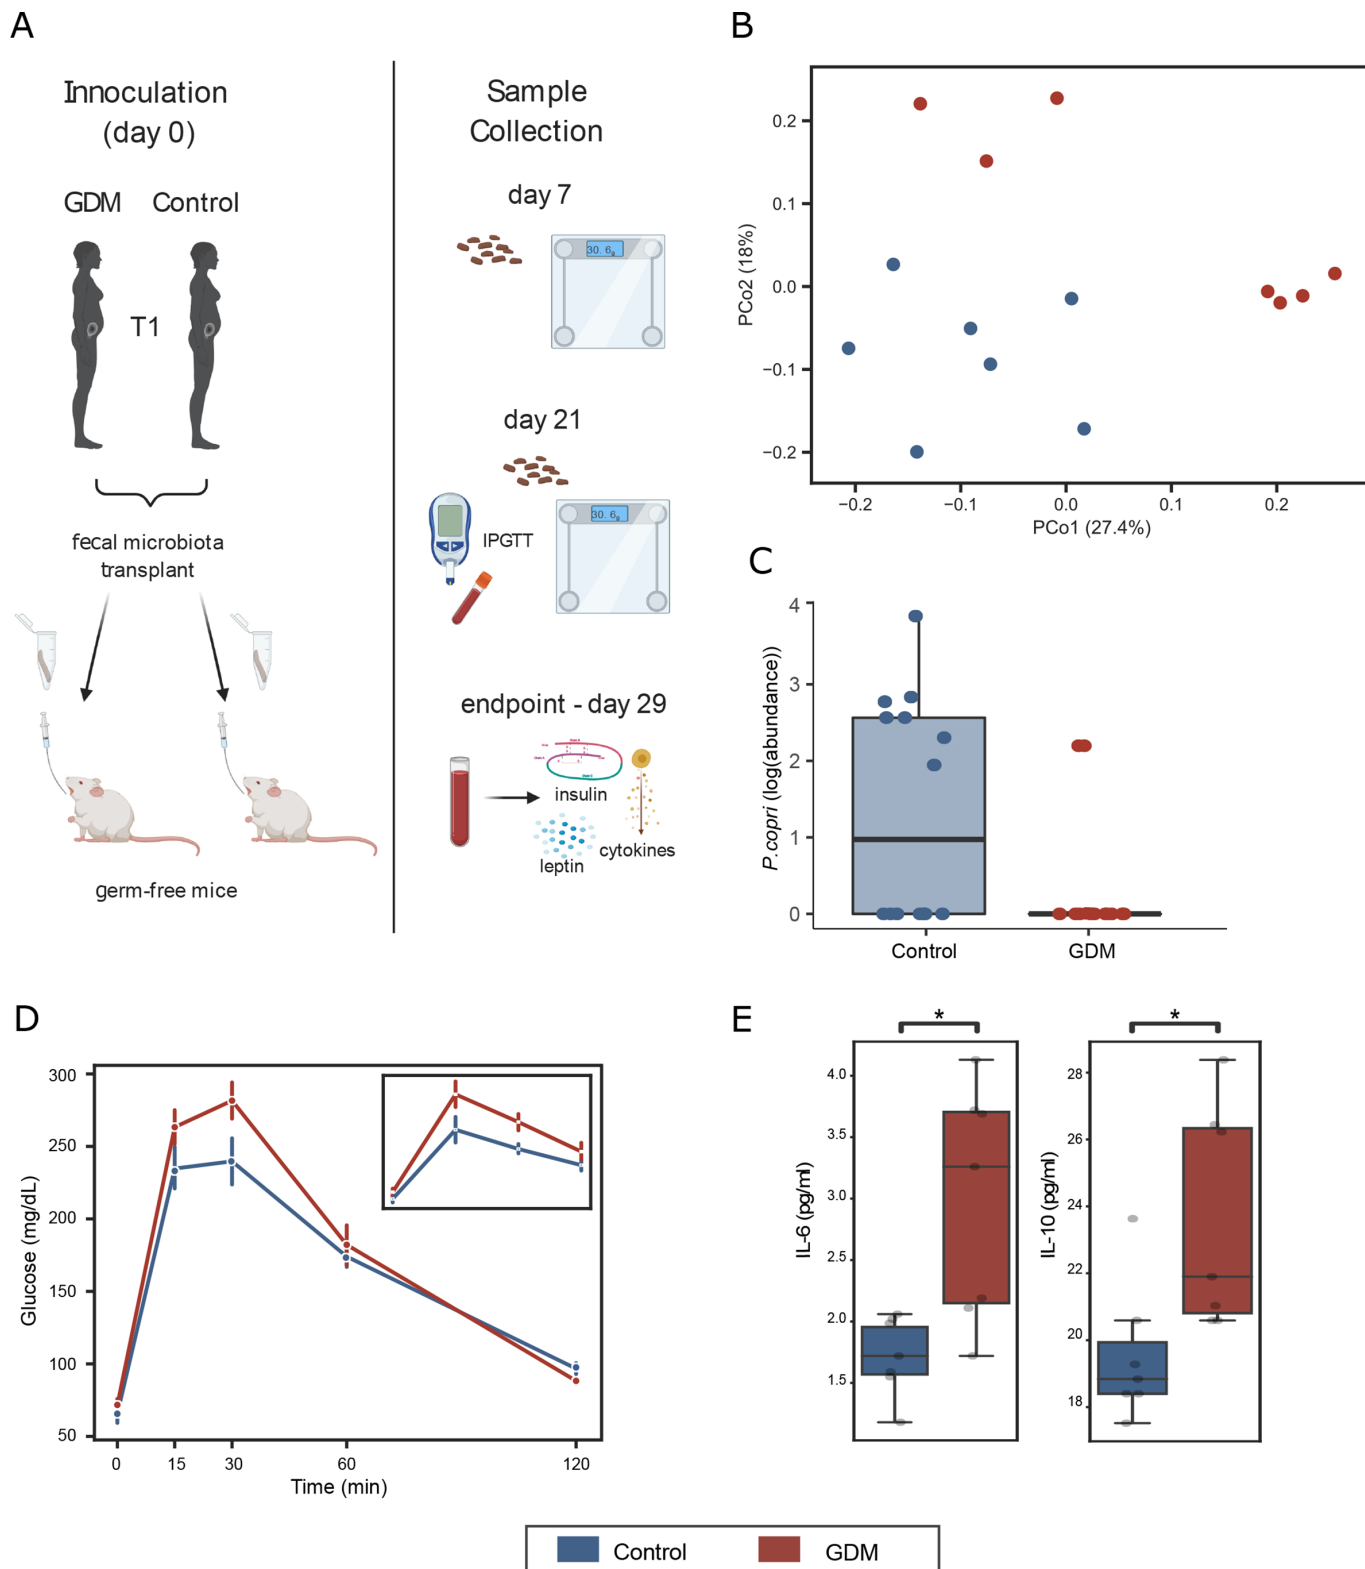 A
Innoculation
(day 0)
GDM Control
T1
fecal microbiota
transplant
germ-free mice
Sample
Collection
day 7
30. 6g
day 21
IPGTT
30. 6g
endpoint - day 29
insulin
leptin
cytokines
B
PCo2 (18%)
0.2
0.1
0.0
−0.1
−0.2
−0.2 −0.1 0.0 0.1 0.2
PCo1 (27.4%)
C
P.copri (log(abundance))
4
3
2
1
0
Control GDM
D
Glucose (mg/dL)
300
250
200
150
100
50
0 15 30 60 120
Time (min)
E
*
IL-6 (pg/ml)
4.0
3.5
3.0
2.5
2.0
1.5
*
IL-10 (pg/ml)
28
26
24
22
20
18
Control GDM